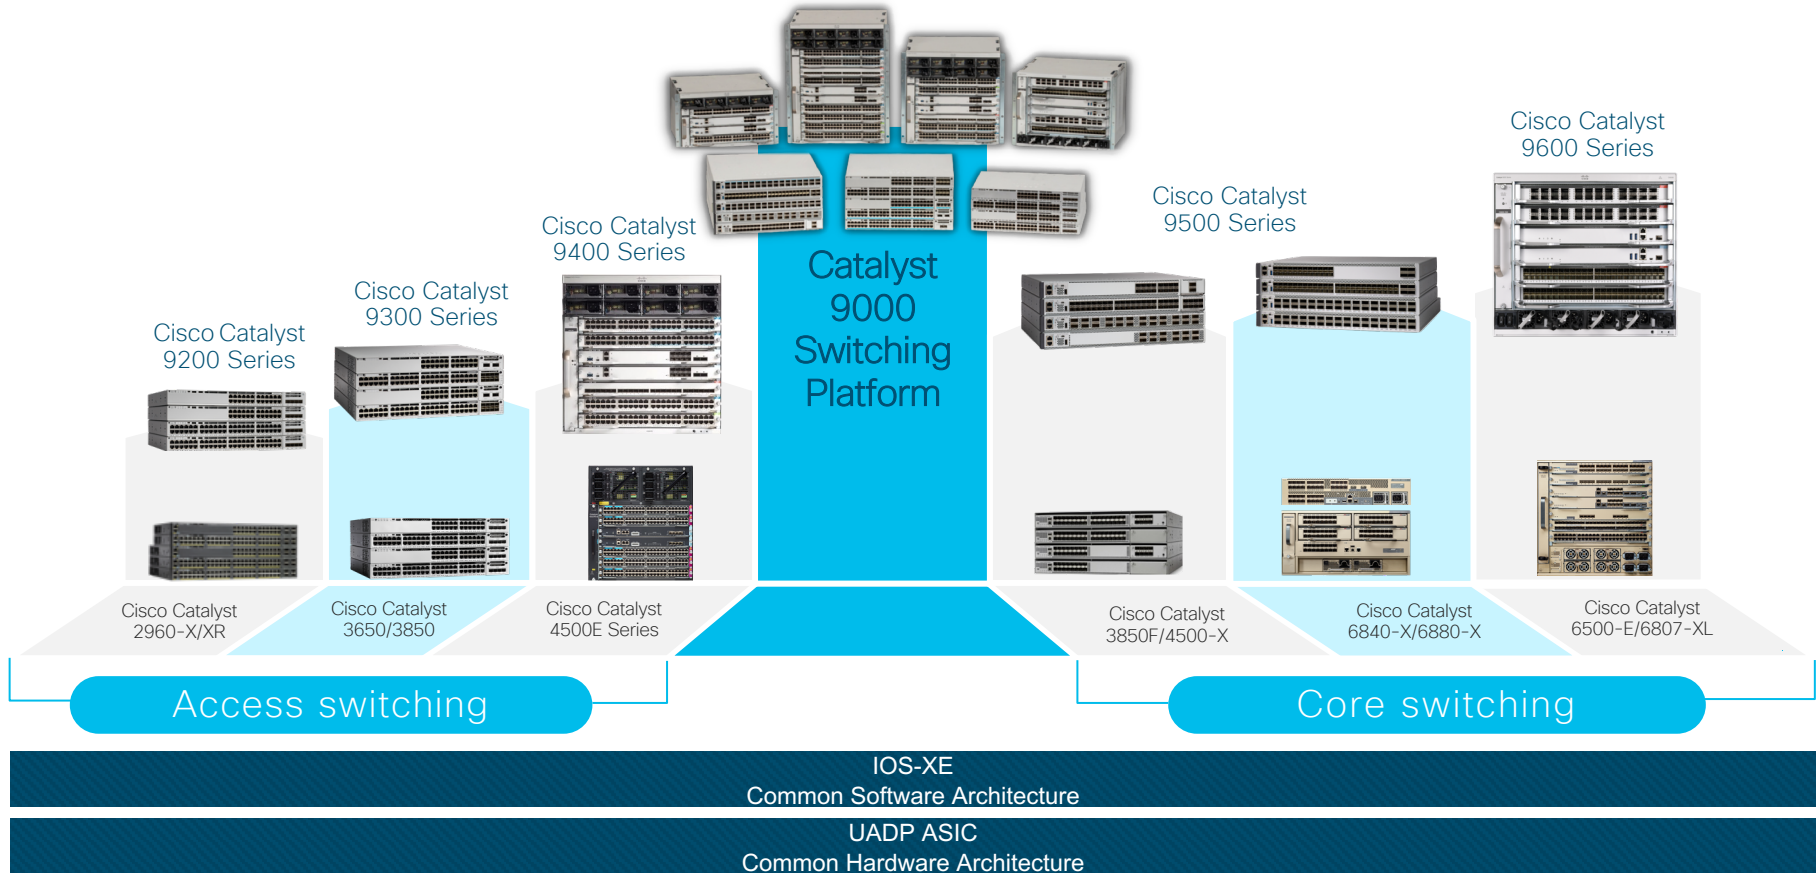 Cisco Catalyst
9600 Series
Cisco Catalyst
9500 Series
Cisco Catalyst
9400 Series
Catalyst
9000
Switching
Platform
Cisco Catalyst
9300 Series
Cisco Catalyst
9200 Series
Cisco Catalyst
2960-X/XR
Cisco Catalyst
3650/3850
Cisco Catalyst
4500E Series
Cisco Catalyst
3850F/4500-X
Cisco Catalyst
6840-X/6880-X
Cisco Catalyst
6500-E/6807-XL
Access switching
Core switching
IOS-XE
Common Software Architecture
UADP ASIC
Common Hardware Architecture